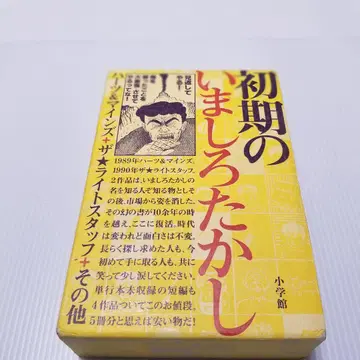 初期の
いましろたかし
ハーツ&マインズ+ザ★ライトスタッフ+その他
1989年ハーツ&マインズ、
1990年ザ★ライトスタッフ。
2作品は、いましろたかしの
名を知る人ぞ知る物とし
その後、市場から姿を消した。
その幻の書が10余年の時
を越え、ここに復活。時代
は変われど面白さは不変。
長らく探し求めた人も、今
初めて手に取る人も、共に
笑って少し涙してください。
単行本未収録の短編も
4作品ついてこのお値段。
5冊分と思えば安い物だ!
小学館